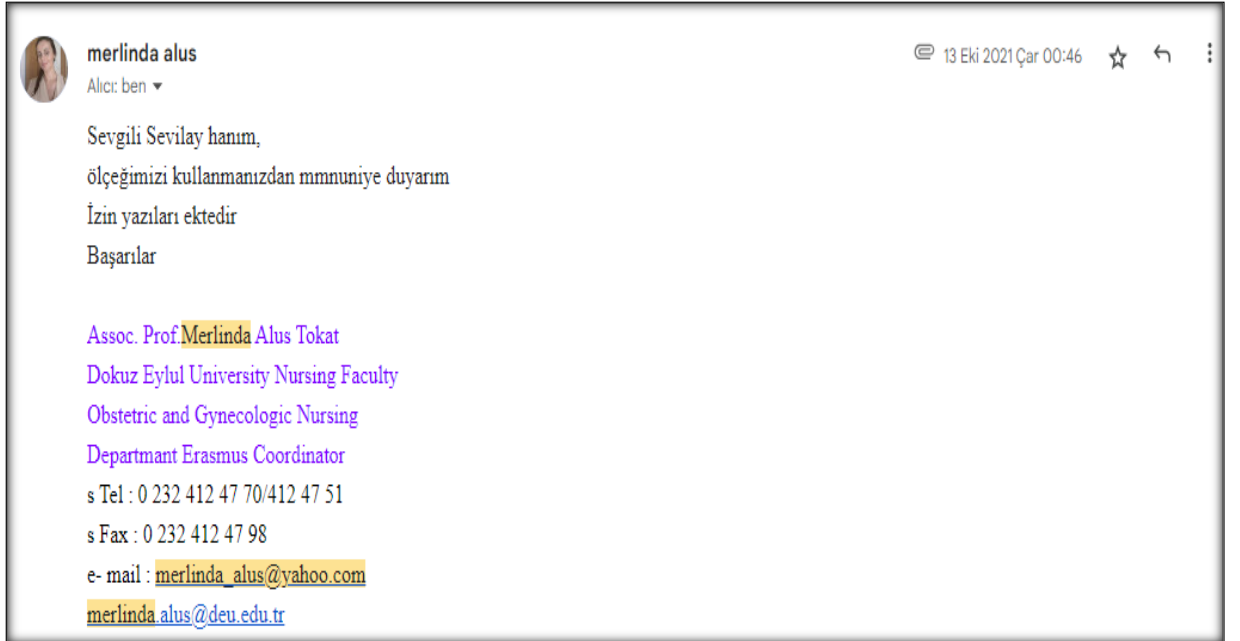 merlinda alus
13 Eki 2021 Çar 00:46
Alıcı: ben
Sevgili Sevilay hanım,
ölçeğimizi kullanmanızdan mmnuniye duyarım
İzin yazıları ektedir
Başarılar
Assoc. Prof.Merlinda Alus Tokat
Dokuz Eylul University Nursing Faculty
Obstetric and Gynecologic Nursing
Departmant Erasmus Coordinator
s Tel : 0 232 412 47 70/412 47 51
s Fax : 0 232 412 47 98
e- mail : merlinda_alus@yahoo.com
merlinda.alus@deu.edu.tr